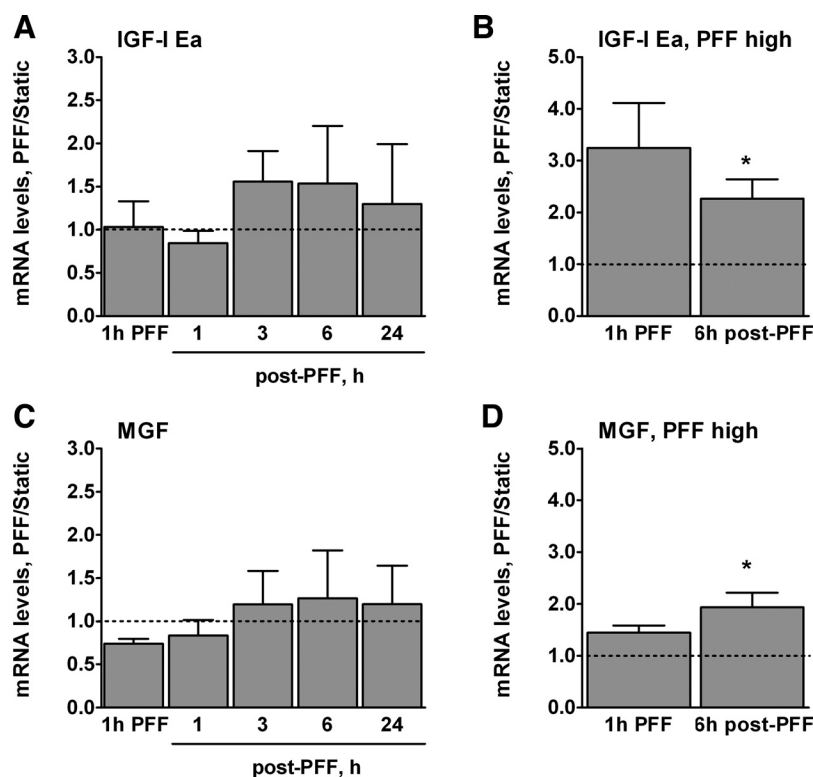 A
IGF-I Ea
mRNA levels, PFF/Static
3.0
2.5
2.0
1.5
1.0
0.5
0.0
1h PFF 1 3 6 24
post-PFF, h
B
IGF-I Ea, PFF high
mRNA levels, PFF/Static
5.0
4.0
3.0
2.0
1.0
0.0
*
1h PFF 6h post-PFF
C
MGF
mRNA levels, PFF/Static
3.0
2.5
2.0
1.5
1.0
0.5
0.0
1h PFF 1 3 6 24
post-PFF, h
D
MGF, PFF high
mRNA levels, PFF/Static
5.0
4.0
3.0
2.0
1.0
0.0
*
1h PFF 6h post-PFF